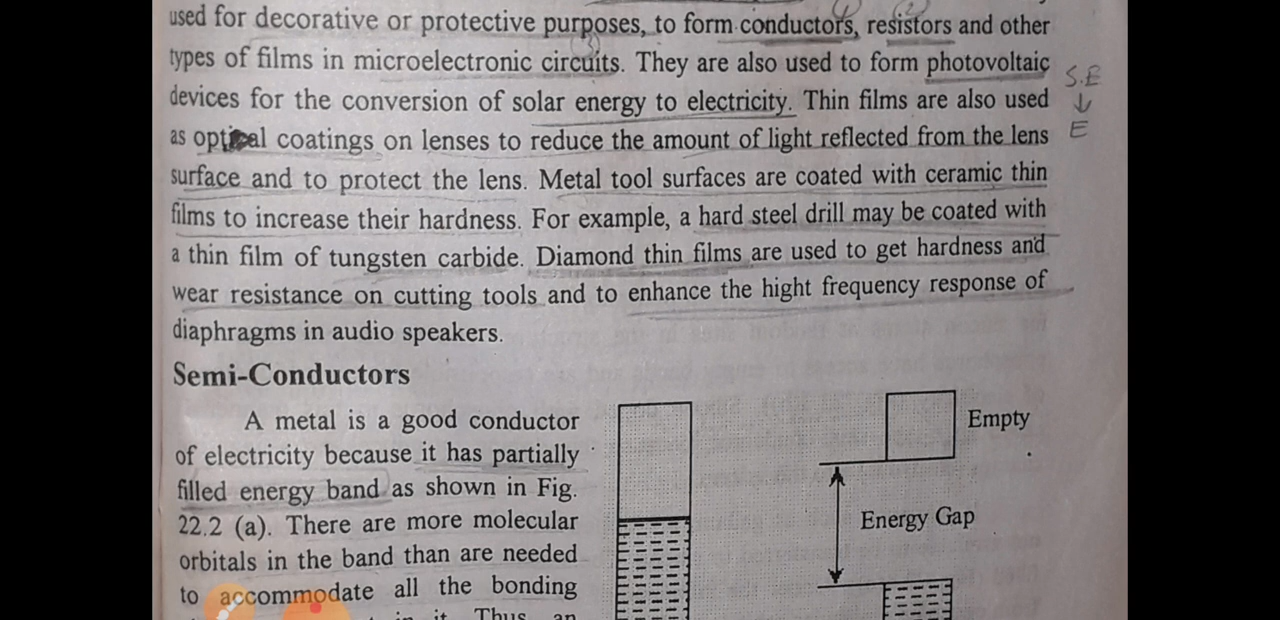 used for decorative or protective purposes, to form conductors, resistors and other
types of films in microelectronic circuits. They are also used to form photovoltaic
devices for the conversion of solar energy to electricity. Thin films are also used
as optical coatings on lenses to reduce the amount of light reflected from the lens
surface and to protect the lens. Metal tool surfaces are coated with ceramic thin
films to increase their hardness. For example, a hard steel drill may be coated with
a thin film of tungsten carbide. Diamond thin films are used to get hardness and
wear resistance on cutting tools and to enhance the hight frequency response of
diaphragms in audio speakers.
S.E
↓
E
Semi-Conductors
A metal is a good conductor
of electricity because it has partially
filled energy band as shown in Fig.
22.2 (a). There are more molecular
orbitals in the band than are needed
to accommodate all the bonding
in it. Thus an
Empty
Energy Gap